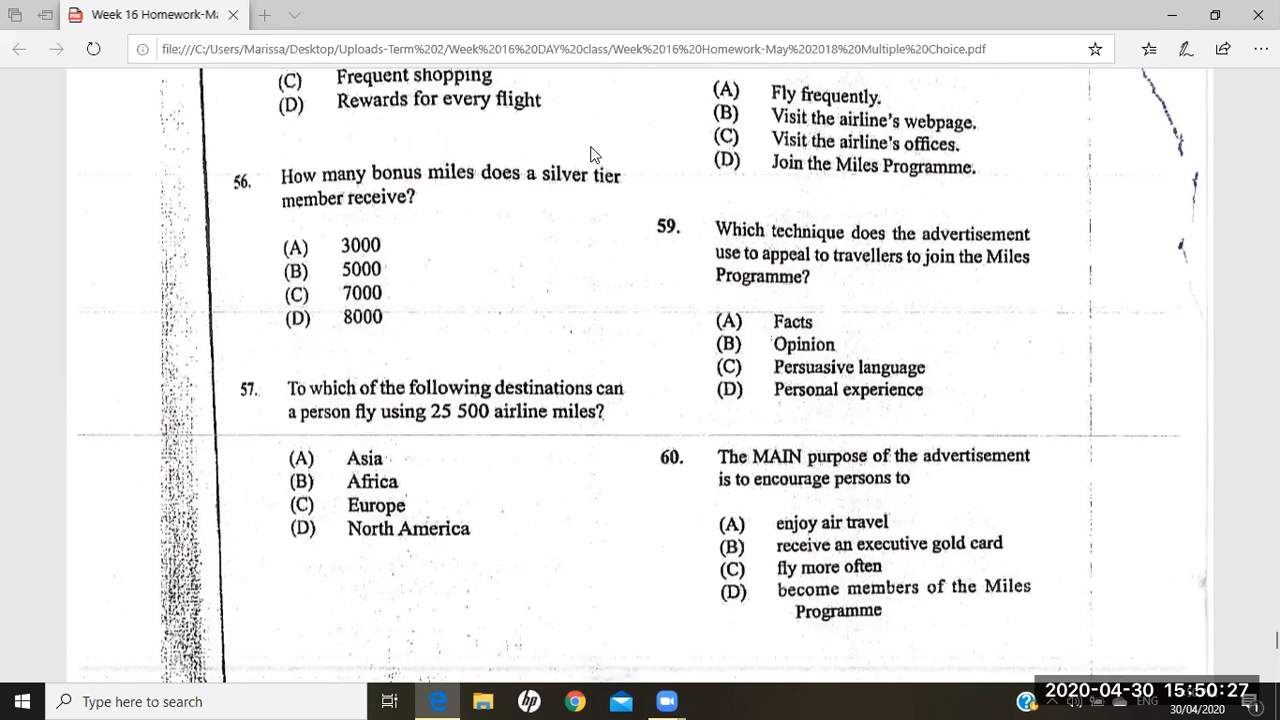 Week 16 Homework-Ma
file:///C:/Users/Marissa/Desktop/Uploads-Term%202/Week%2016%20DAY%20class/Week%2016%20Homework-May%202018%20Multiple%20Choice.pdf
(C) Frequent shopping
(D) Rewards for every flight
56. How many bonus miles does a silver tier
member receive?
(A) 3000
(B) 5000
(C) 7000
(D) 8000
57. To which of the following destinations can
a person fly using 25 500 airline miles?
(A) Asia
(B) Africa
(C) Europe
(D) North America
(A) Fly frequently.
(B) Visit the airline's webpage.
(C) Visit the airline's offices.
(D) Join the Miles Programme.
59. Which technique does the advertisement
use to appeal to travellers to join the Miles
Programme?
(A) Facts
(B) Opinion
(C) Persuasive language
(D) Personal experience
60. The MAIN purpose of the advertisement
is to encourage persons to
(A) enjoy air travel
(B) receive an executive gold card
(C) fly more often
(D) become members of the Miles
Programme
Type here to search
2020-04-30 15:50:27
ENG
30/04/2020